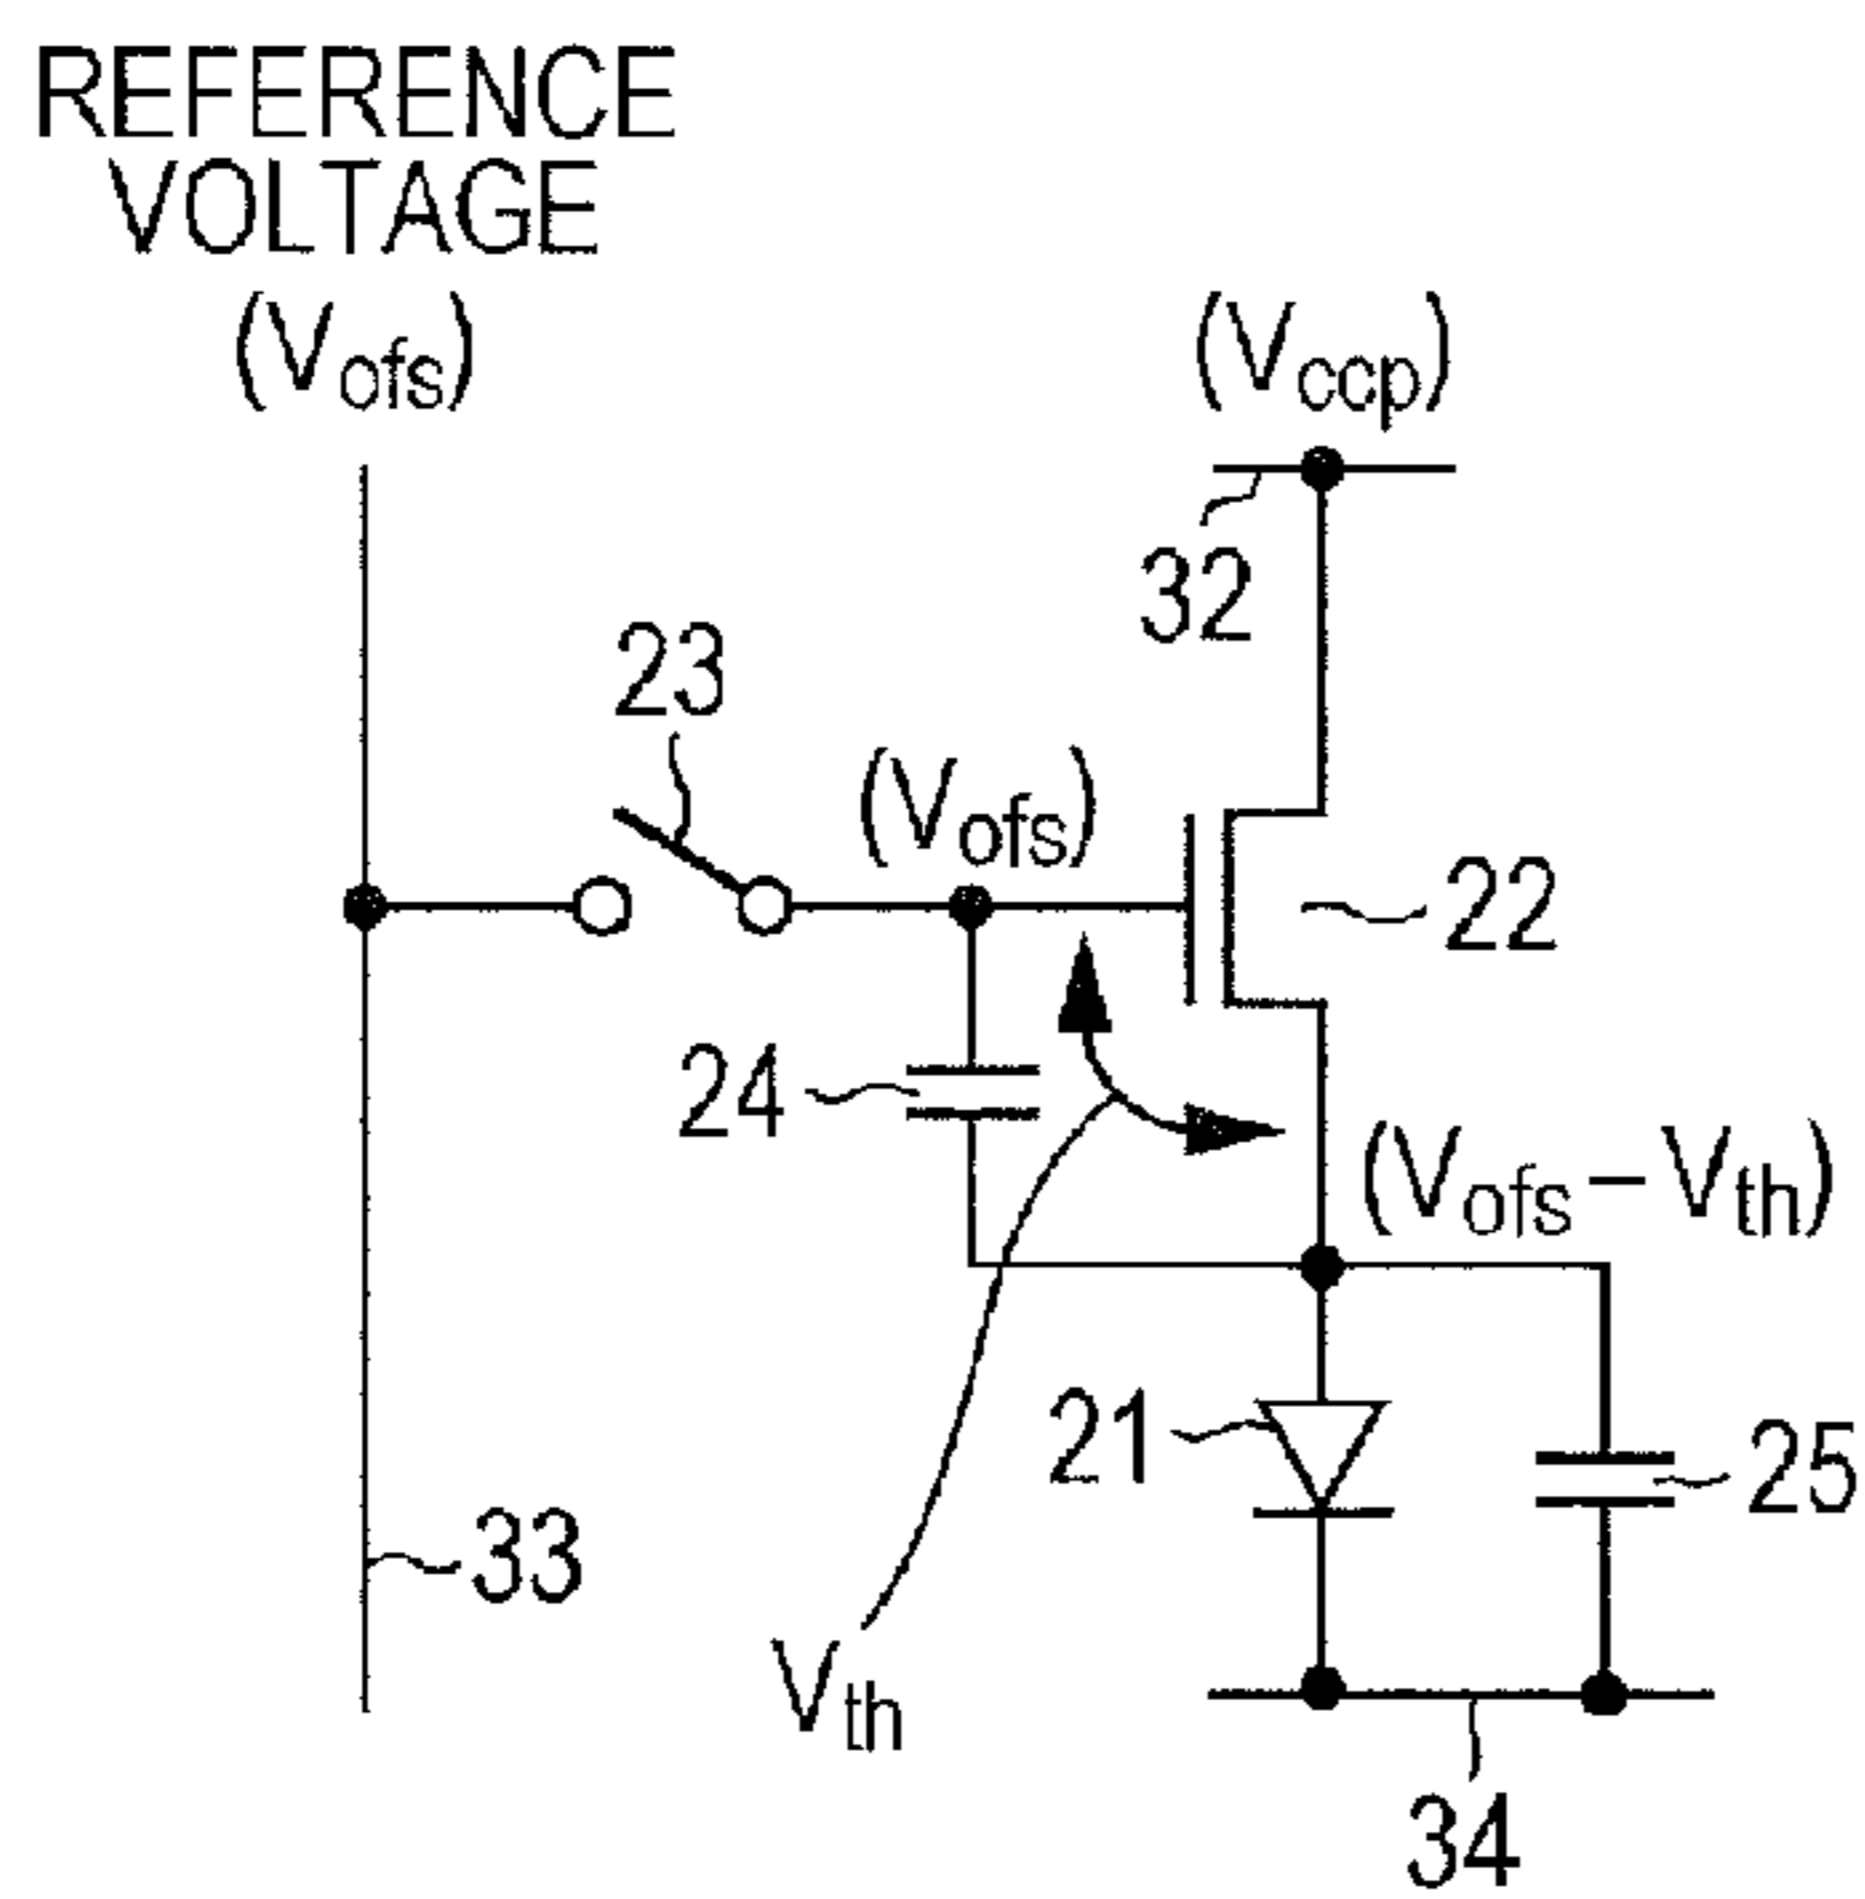 REFERENCE
VOLTAGE
(Vofs)
(Vccp)
32
23
(Vofs)
22
24
(Vofs-Vth)
21
25
33
Vth
34